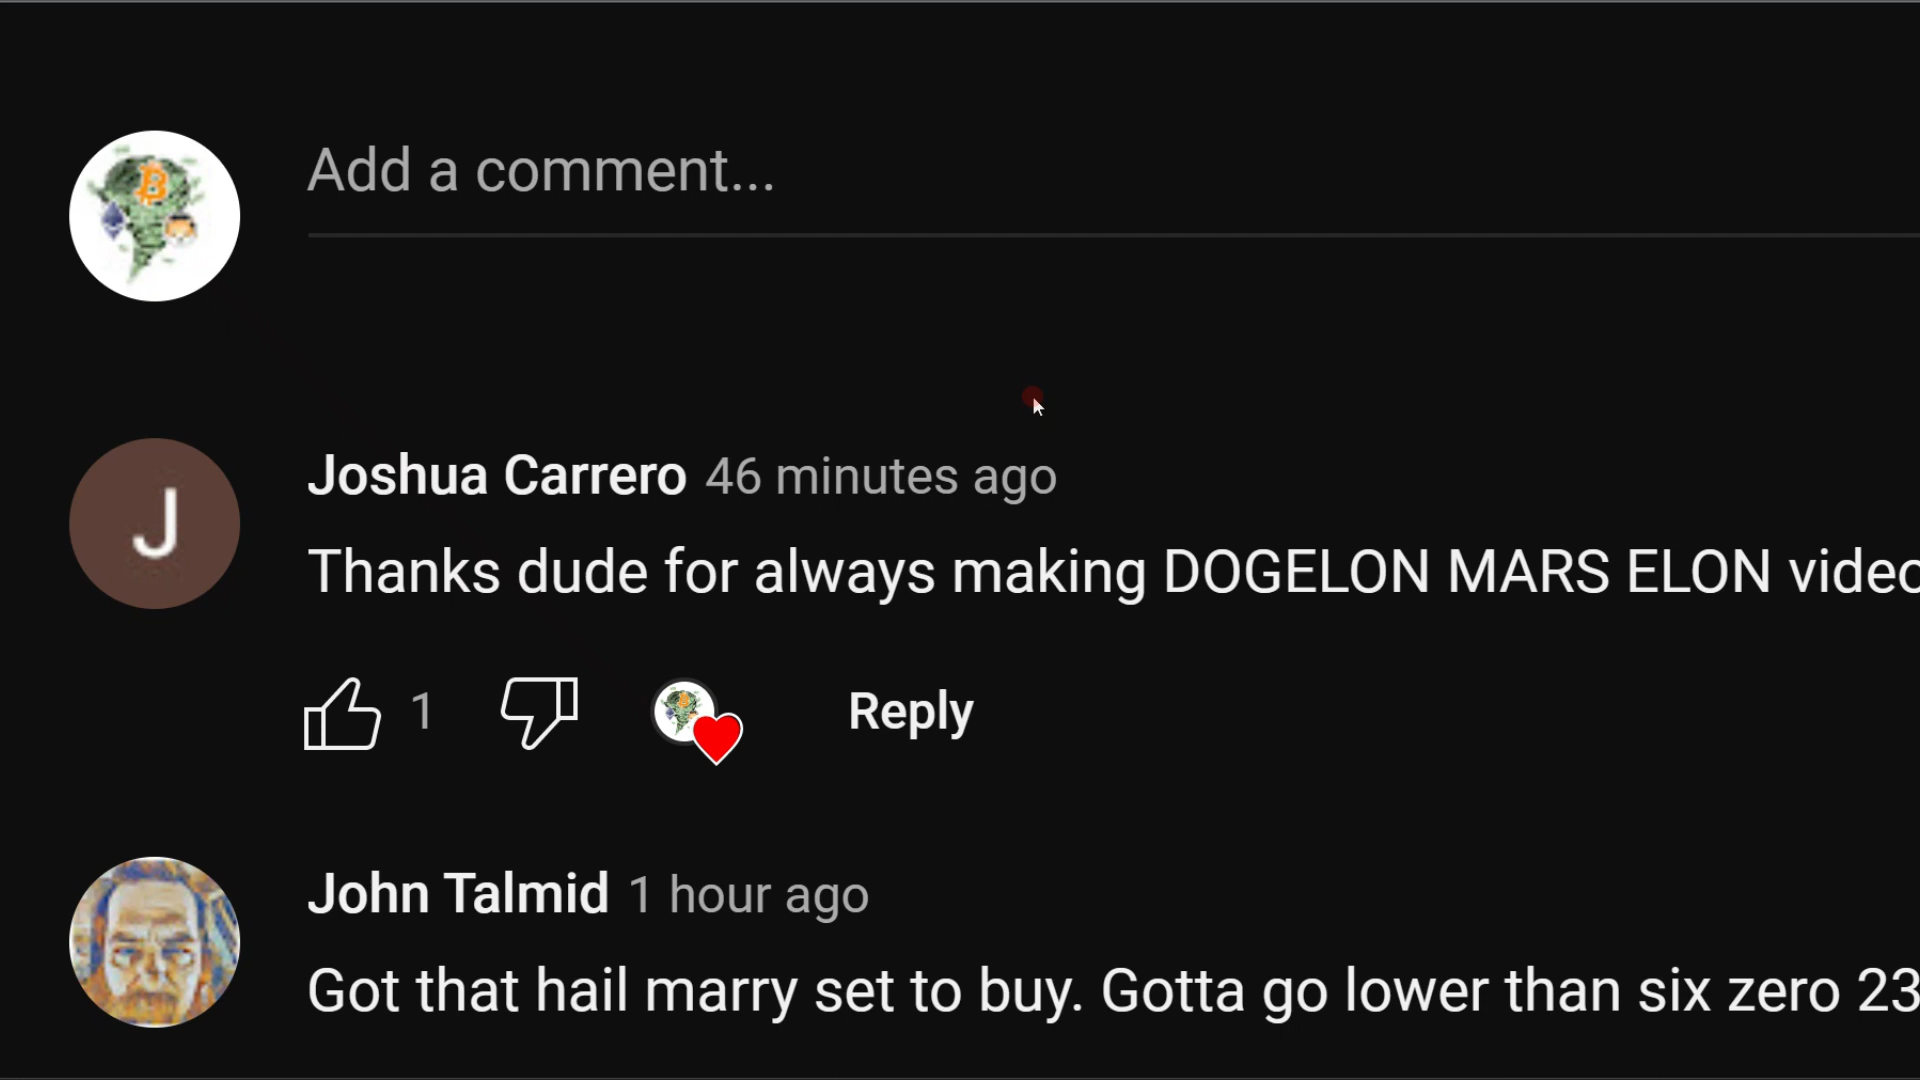 Add a comment...
Joshua Carrero 46 minutes ago
J
Thanks dude for always making DOGELON MARS ELON video
1
Reply
John Talmid 1 hour ago
Got that hail marry set to buy. Gotta go lower than six zero 23